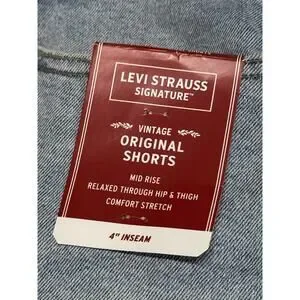 LEVI STRAUSS
SIGNATURE™
VINTAGE
ORIGINAL
SHORTS
MID RISE
RELAXED THROUGH HIP & THIGH
COMFORT STRETCH
4" INSEAM